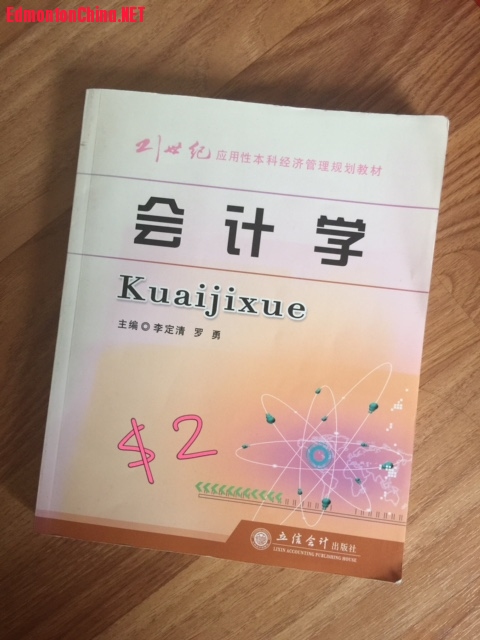 EdmontonChina.NET
21世纪 应用性本科经济管理规划教材
会计学
Kuaijixue
主编◎李定清 罗 勇
$2
立信会计出版社
LIXIN ACCOUNTING PUBLISHING HOUSE